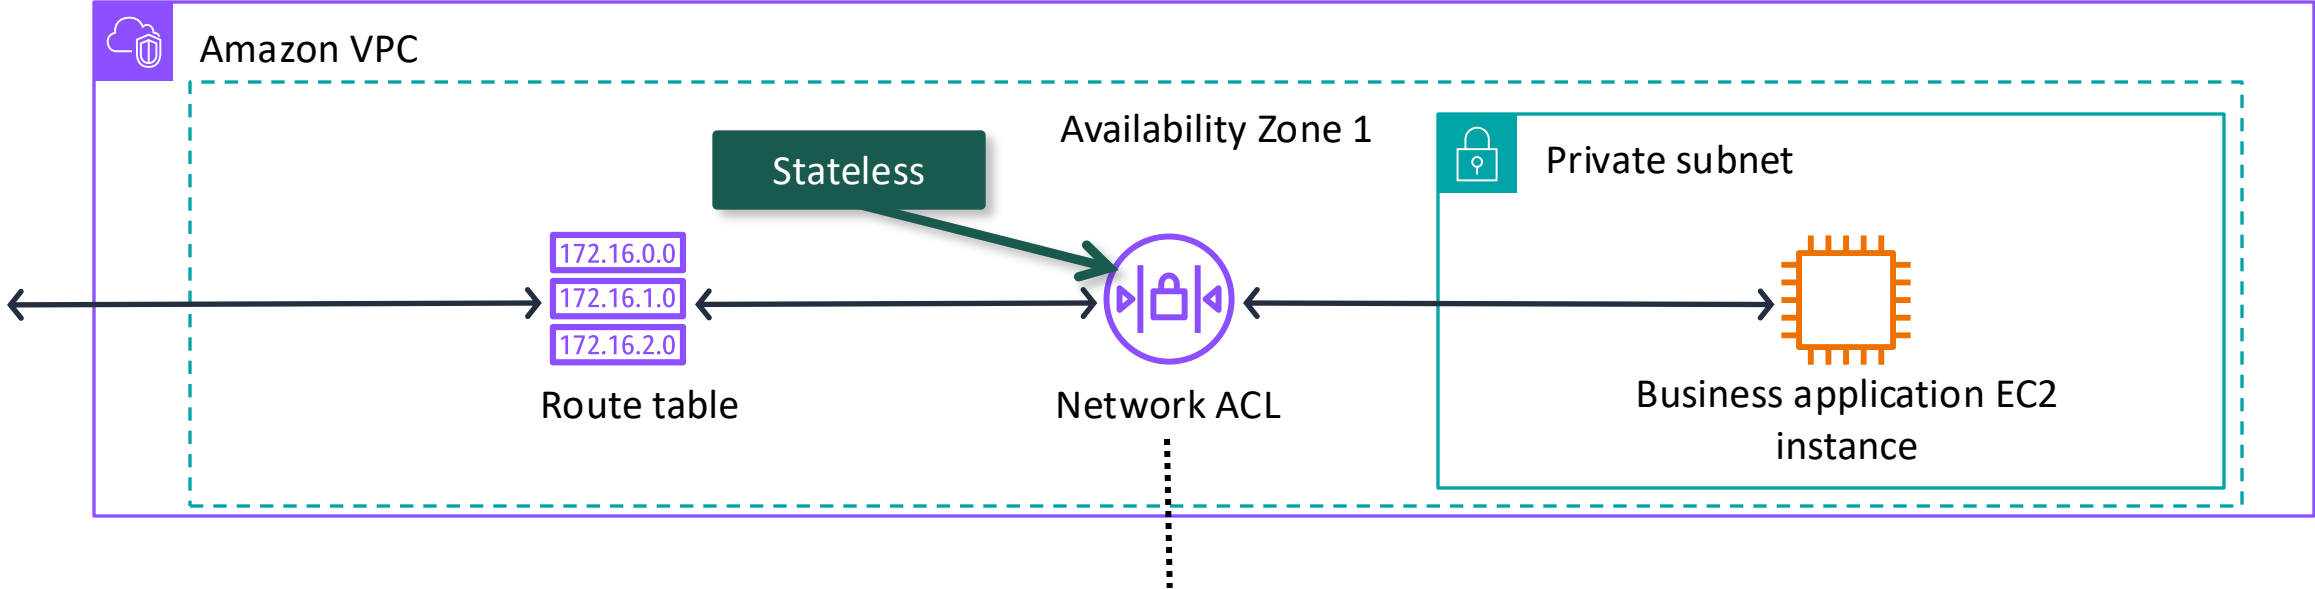 Amazon VPC
Availability Zone 1
Stateless
Private subnet
172.16.0.0
172.16.1.0
172.16.2.0
Route table
Network ACL
Business application EC2
instance